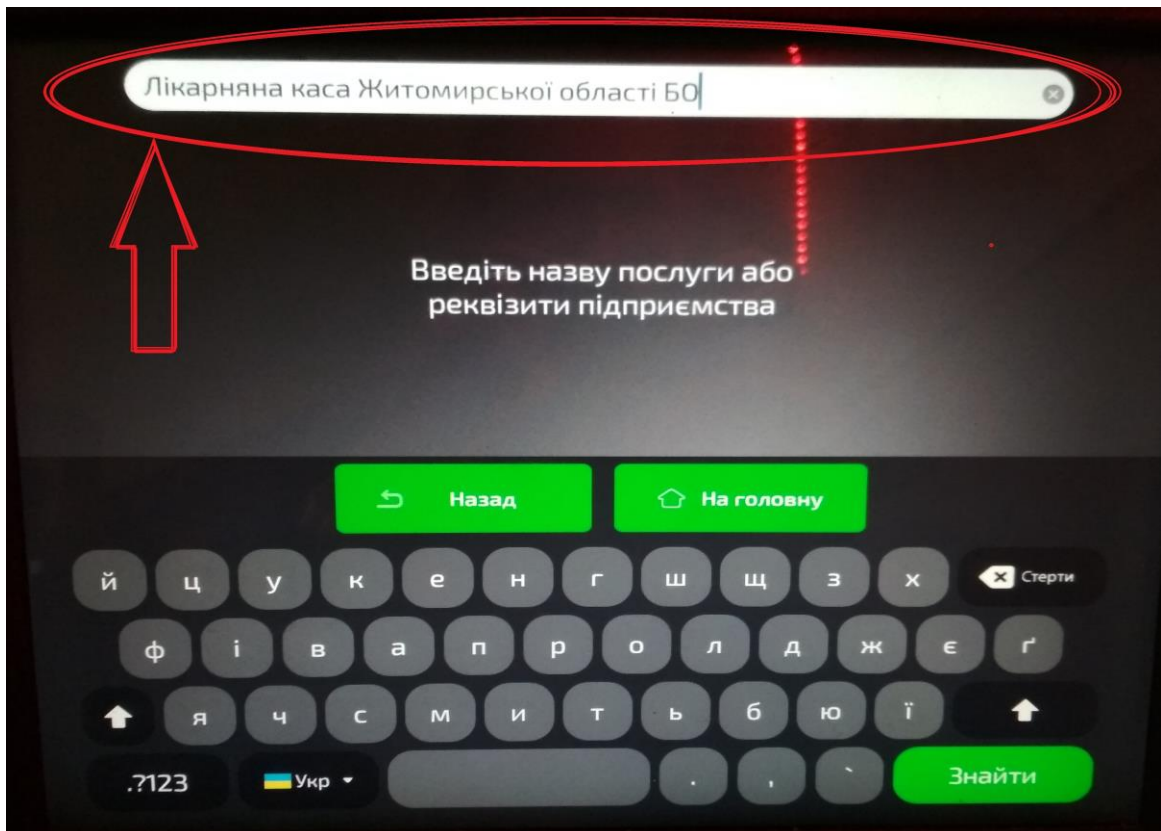 Лікарняна каса Житомирської області БО
Введіть назву послуги або
реквізити підприємства
Назад На головну
й ц у к е н г ш щ з х Стерти
ф і в а п р о л д ж є ґ
я ч с м и т ь б ю ї
.?123 Укр . , ` Знайти